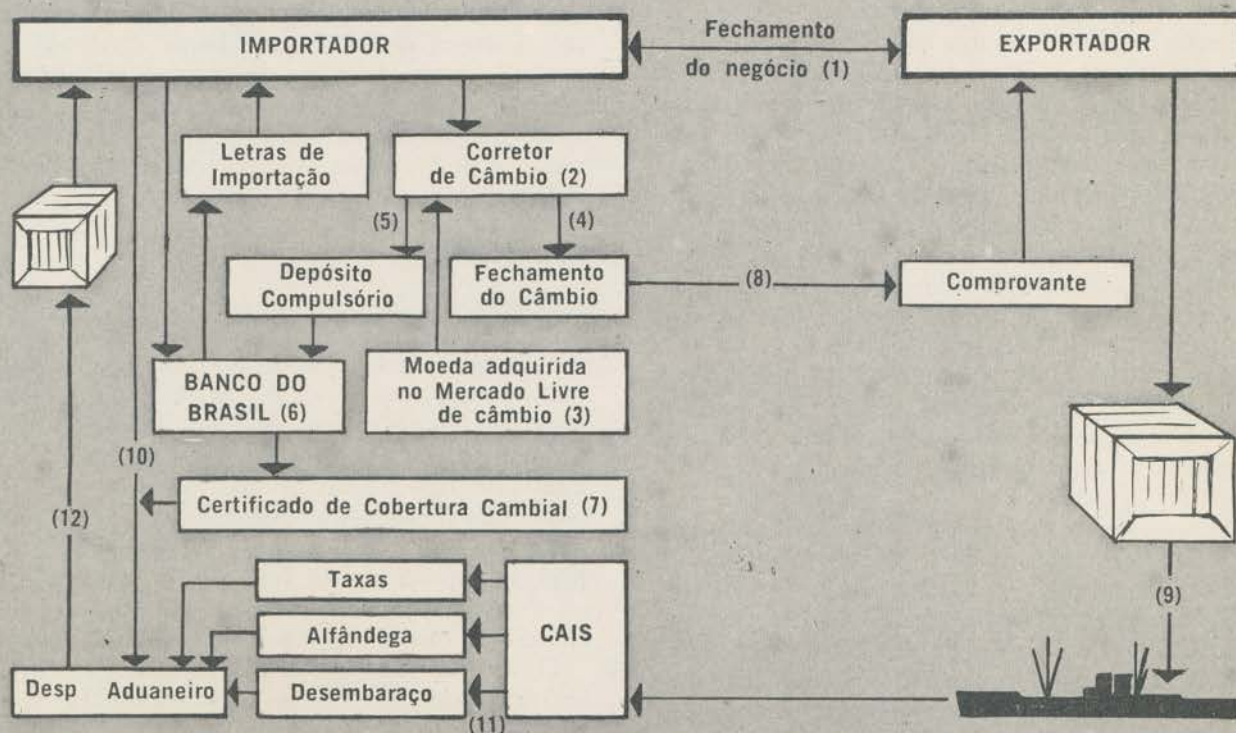 IMPORTADOR
Fechamento
do negócio (1)
EXPORTADOR
Letras de
Importação
Corretor
de Câmbio (2)
(5)
(4)
Depósito
Compulsório
Fechamento
do Câmbio
(8)
Comprovante
BANCO DO
BRASIL (6)
Moeda adquirida
no Mercado Livre
de câmbio (3)
(10)
(12)
Certificado de Cobertura Cambial (7)
Taxas
Alfândega
Desembaraço
CAIS
(9)
Desp Aduaneiro
(11)